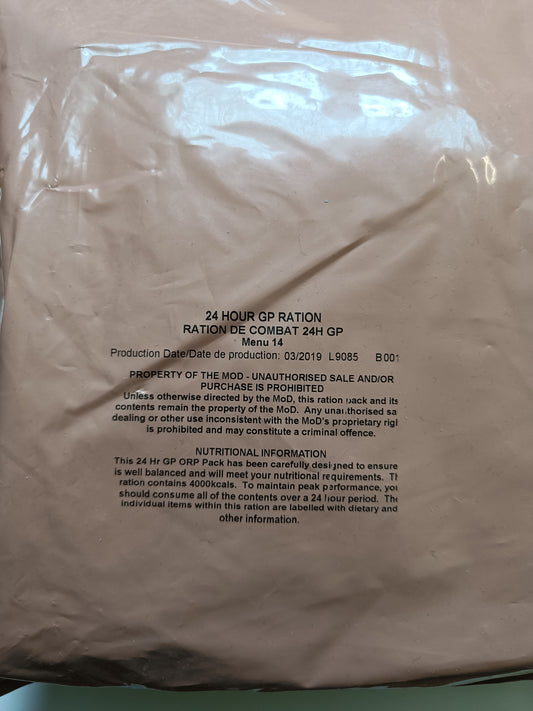 24 HOUR GP RATION
RATION DE COMBAT 24H GP
Menu 14
Production Date/Date de production: 03/2019 L9085 B001
PROPERTY OF THE MOD - UNAUTHORISED SALE AND/OR
PURCHASE IS PROHIBITED
Unless otherwise directed by the MoD, this ration pack and its
contents remain the property of the MoD. Any unauthorised sa
dealing or other use inconsistent with the MoD's proprietary rigl
is prohibited and may constitute a criminal offence.
NUTRITIONAL INFORMATION
This 24 Hr GP ORP Pack has been carefully designed to ensure
is well balanced and will meet your nutritional requirements. Th
ration contains 4000kcals. To maintain peak performance, you
should consume all of the contents over a 24 hour period. The
individual items within this ration are labelled with dietary and
other information.